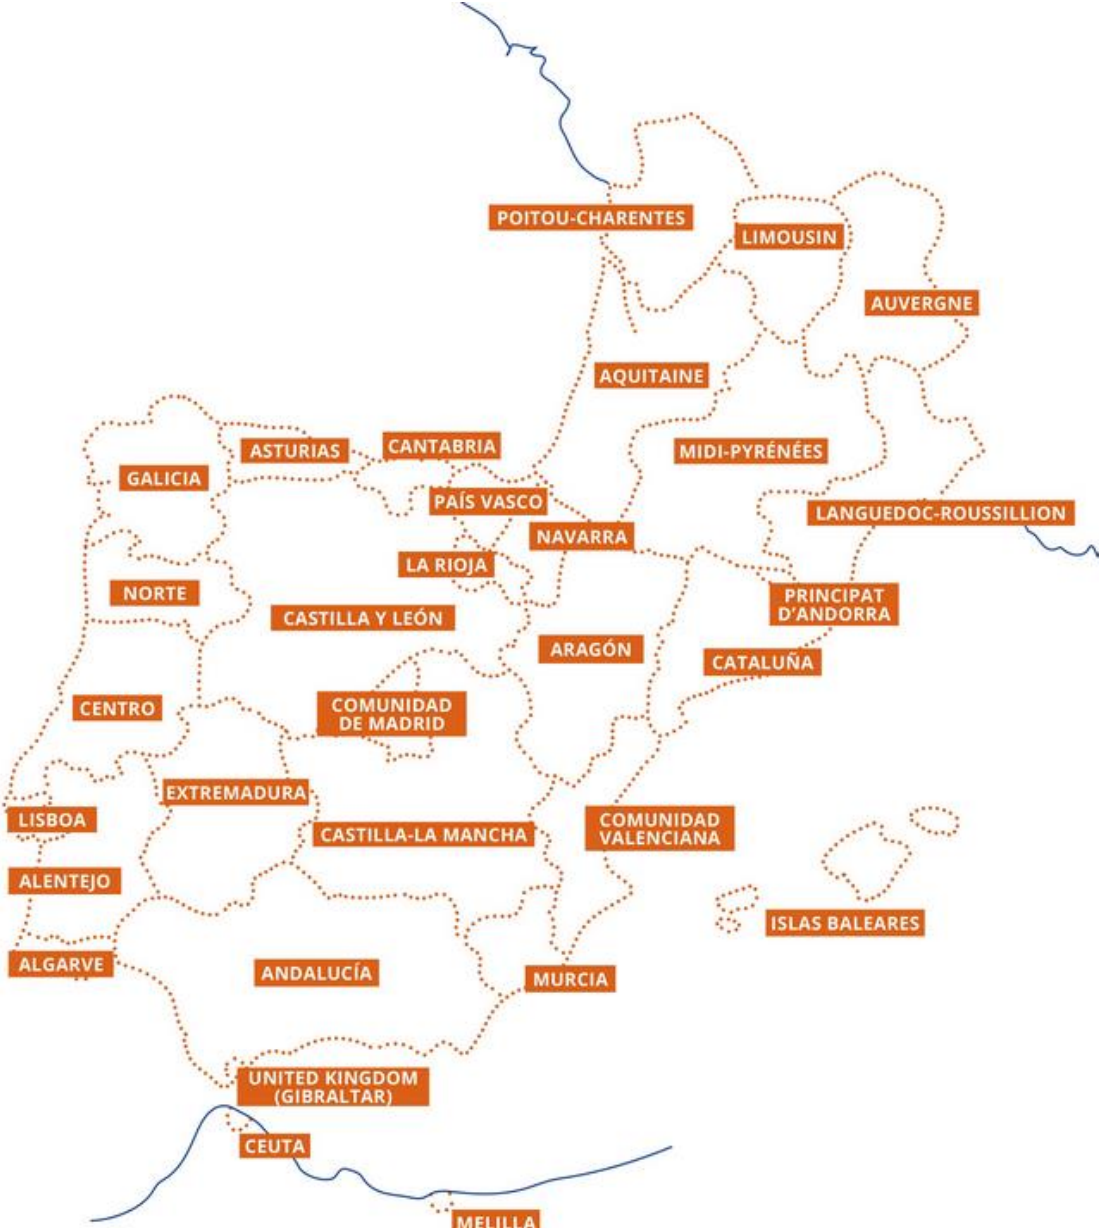 POITOU-CHARENTES
LIMOUSIN
AUVERGNE
AQUITAINE
ASTURIAS
CANTABRIA
MIDI-PYRÉNÉES
GALICIA
PAÍS VASCO
LANGUEDOC-ROUSSILLION
NAVARRA
LA RIOJA
NORTE
PRINCIPAT
D'ANDORRA
CASTILLA Y LEÓN
ARAGÓN
CATALUÑA
CENTRO
COMUNIDAD
DE MADRID
EXTREMADURA
LISBOA
CASTILLA-LA MANCHA
COMUNIDAD
VALENCIANA
ALENTEJO
ISLAS BALEARES
ALGARVE
ANDALUCÍA
MURCIA
UNITED KINGDOM
(GIBRALTAR)
CEUTA
MELILLA